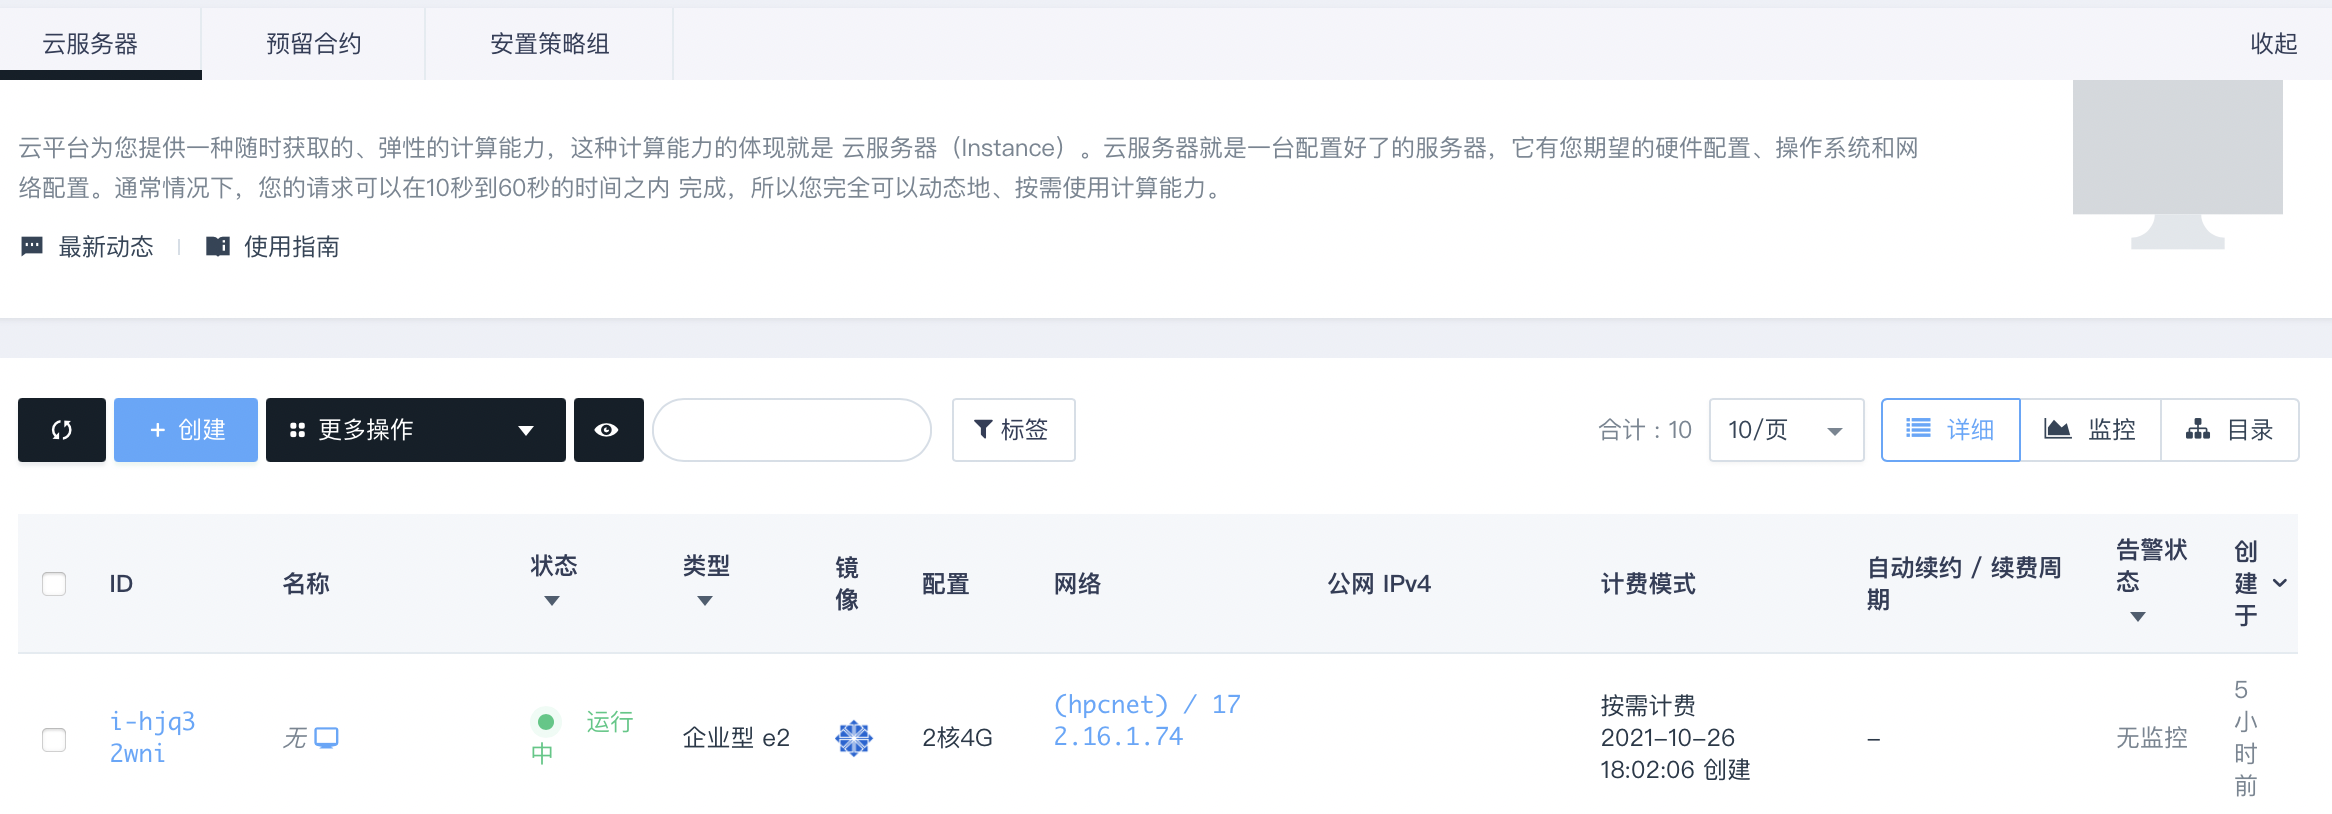 云服务器
预留合约
安置策略组
收起
云平台为您提供一种随时获取的、弹性的计算能力，这种计算能力的体现就是 云服务器（Instance）。云服务器就是一台配置好了的服务器，它有您期望的硬件配置、操作系统和网
络配置。通常情况下，您的请求可以在10秒到60秒的时间之内 完成，所以您完全可以动态地、按需使用计算能力。
最新动态
使用指南
+ 创建
更多操作
标签
合计：10
10/页
详细
监控
目录
ID
名称
状态
类型
镜
像
配置
网络
公网 IPv4
计费模式
自动续约 / 续费周
期
告警状
态
创
建
于
i-hjq3
2wni
无
运行
中
企业型 e2
2核4G
(hpcnet) / 17
2.16.1.74
按需计费
2021-10-26
18:02:06 创建
–
无监控
5
小
时
前